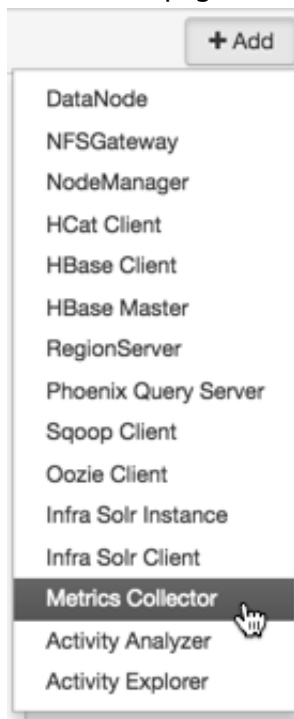 + Add
DataNode
NFSGateway
NodeManager
HCat Client
HBase Client
HBase Master
RegionServer
Phoenix Query Server
Sqoop Client
Oozie Client
Infra Solr Instance
Infra Solr Client
Metrics Collector
Activity Analyzer
Activity Explorer